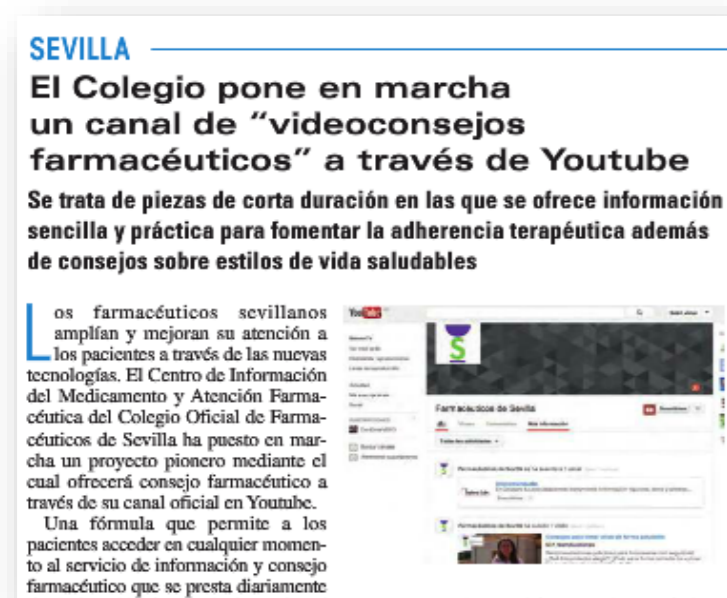 SEVILLA
El Colegio pone en marcha
un canal de “videoconsejos
farmacéuticos” a través de Youtube
Se trata de piezas de corta duración en las que se ofrece información
sencilla y práctica para fomentar la adherencia terapéutica además
de consejos sobre estilos de vida saludables
Los farmacéuticos sevillanos
amplían y mejoran su atención a
los pacientes a través de las nuevas
tecnologías. El Centro de Información
del Medicamento y Atención Farma-
céutica del Colegio Oficial de Farma-
céuticos de Sevilla ha puesto en mar-
cha un proyecto pionero mediante el
cual ofrecerá consejo farmacéutico a
través de su canal oficial en Youtube.
Una fórmula que permite a los
pacientes acceder en cualquier momen-
to al servicio de información y consejo
farmacéutico que se presta diariamente
YouTube
S
Farmacéuticos de Sevilla